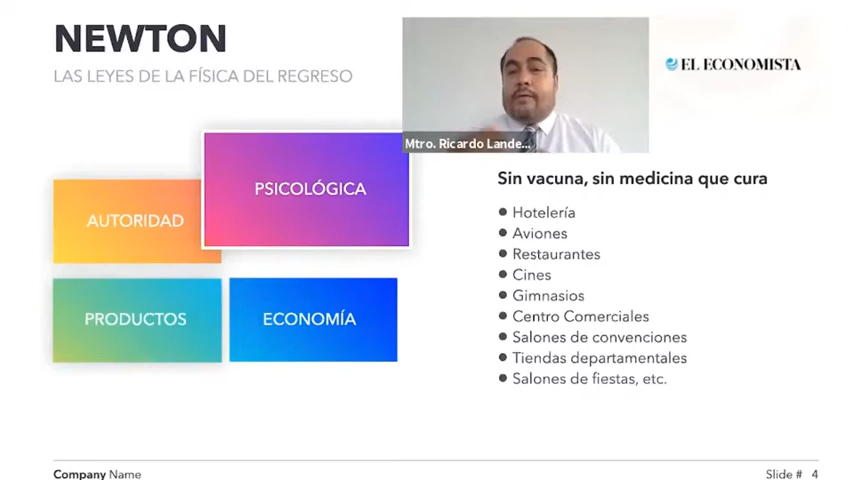 NEWTON
LAS LEYES DE LA FÍSICA DEL REGRESO
EL ECONOMISTA
Mtro. Ricardo Lande...
PSICOLÓGICA
AUTORIDAD
PRODUCTOS
ECONOMÍA
Sin vacuna, sin medicina que cura
Hotelería
Aviones
Restaurantes
Cines
Gimnasios
Centro Comerciales
Salones de convenciones
Tiendas departamentales
Salones de fiestas, etc.
Company Name
Slide # 4